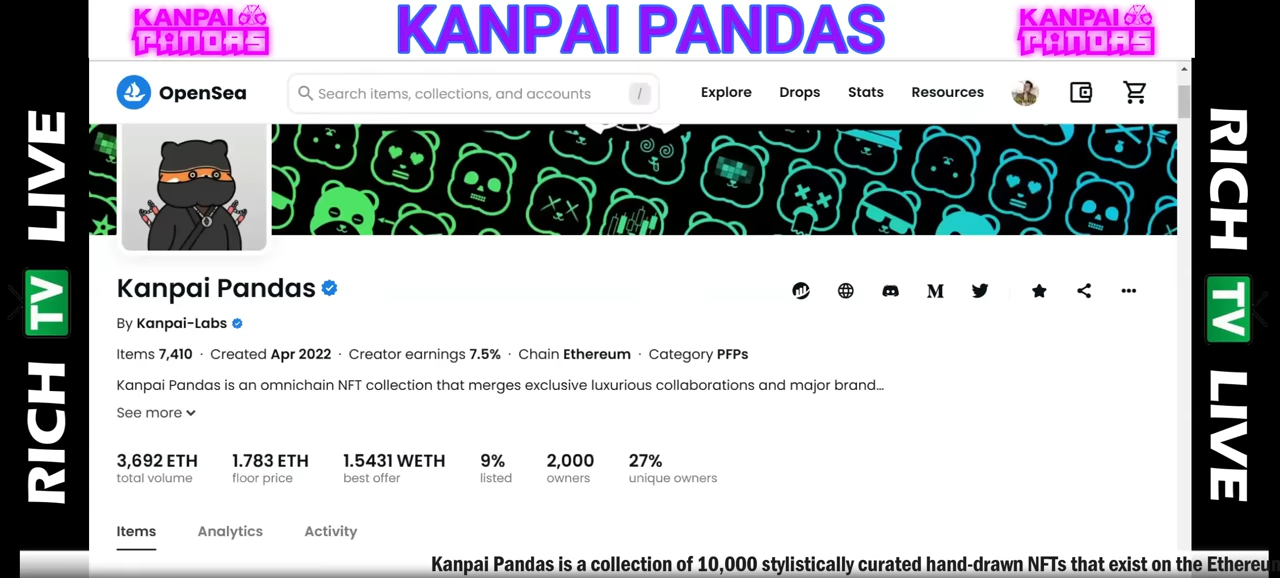 KANPAI PANDAS
KANPAI PANDAS
KANPAI PANDAS
RICH TV LIVE
RICH TV LIVE
OpenSea
Search items, collections, and accounts /
Explore Drops Stats Resources
Kanpai Pandas
By Kanpai-Labs
Items 7,410 · Created Apr 2022 · Creator earnings 7.5% · Chain Ethereum · Category PFPs
Kanpai Pandas is an omnichain NFT collection that merges exclusive luxurious collaborations and major brand…
See more
3,692 ETH 1.783 ETH 1.5431 WETH 9% 2,000 27%
total volume floor price best offer listed owners unique owners
Items Analytics Activity
Kanpai Pandas is a collection of 10,000 stylistically curated hand-drawn NFTs that exist on the Ethereu